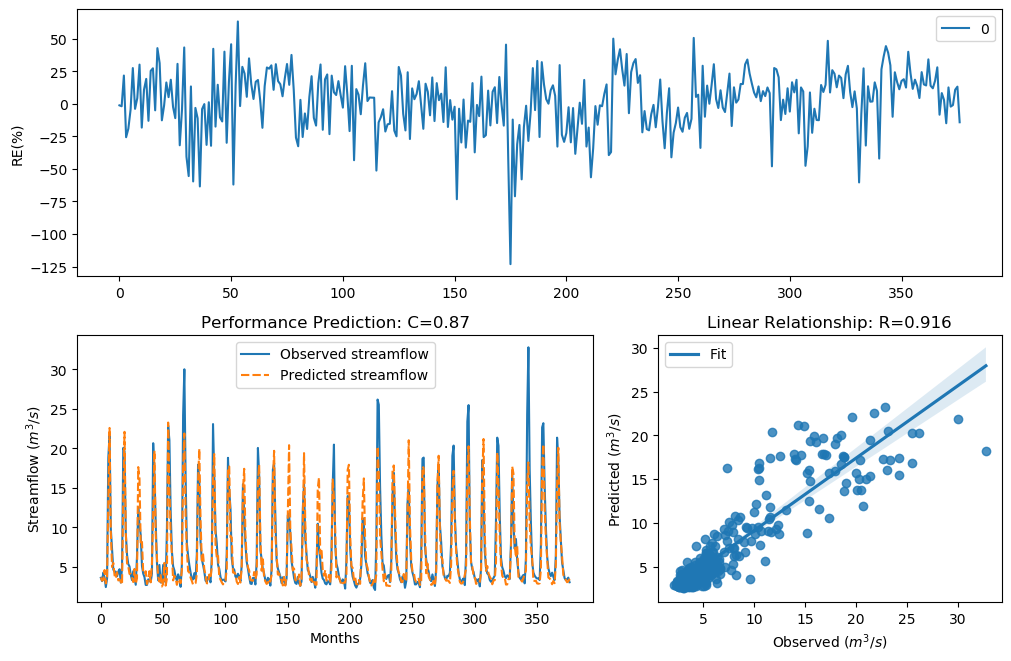 50
25
0
−25
−50
−75
−100
−125
RE(%)
0
0 50 100 150 200 250 300 350
Performance Prediction: C=0.87
30
25
20
15
10
5
Streamflow (m³/s)
Observed streamflow
Predicted streamflow
0 50 100 150 200 250 300 350
Months
Linear Relationship: R=0.916
30
25
20
15
10
5
Predicted (m³/s)
Fit
5 10 15 20 25 30
Observed (m³/s)